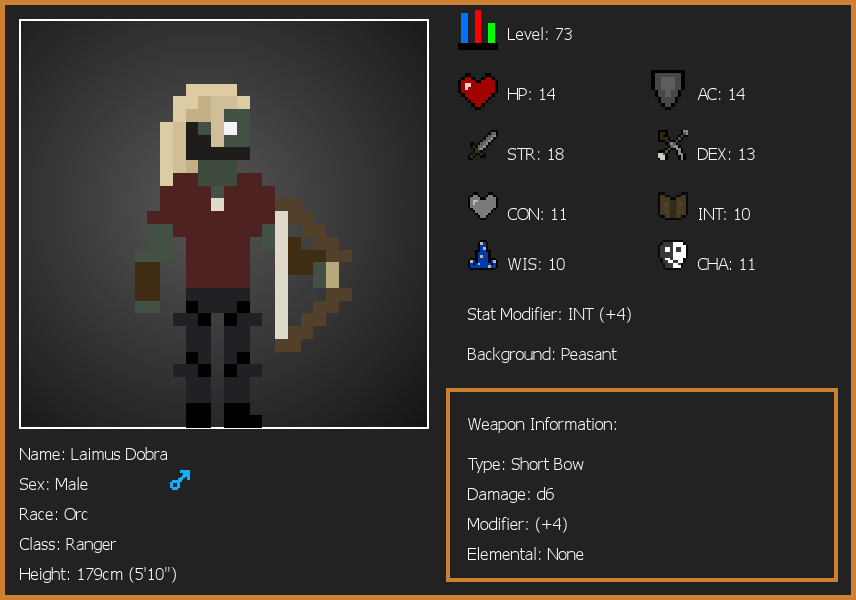 Level: 73
HP: 14
AC: 14
STR: 18
DEX: 13
CON: 11
INT: 10
WIS: 10
CHA: 11
Stat Modifier: INT (+4)
Background: Peasant
Weapon Information:
Type: Short Bow
Damage: d6
Modifier: (+4)
Elemental: None
Name: Laimus Dobra
Sex: Male
Race: Orc
Class: Ranger
Height: 179cm (5'10")